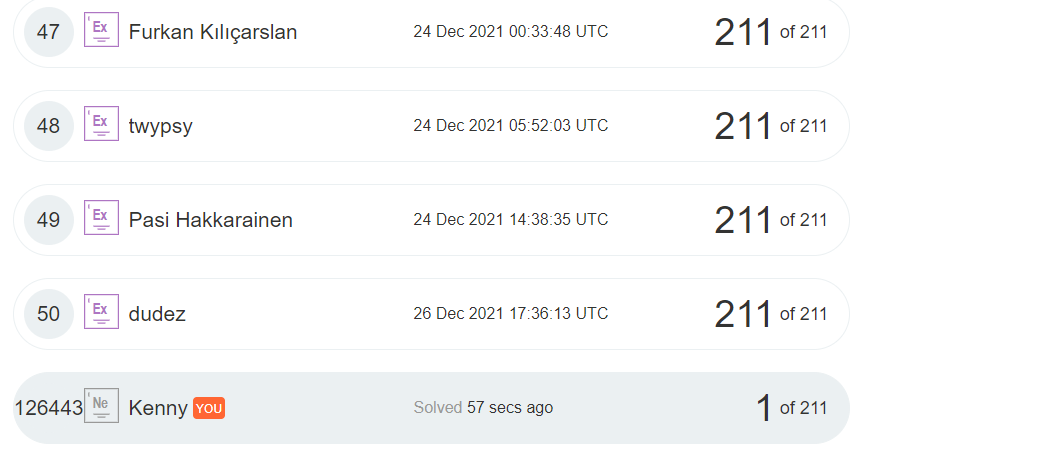 47 Ex Furkan Kılıçarslan 24 Dec 2021 00:33:48 UTC 211 of 211
48 Ex twypsy 24 Dec 2021 05:52:03 UTC 211 of 211
49 Ex Pasi Hakkarainen 24 Dec 2021 14:38:35 UTC 211 of 211
50 Ex dudez 26 Dec 2021 17:36:13 UTC 211 of 211
126443 Ne Kenny YOU Solved 57 secs ago 1 of 211